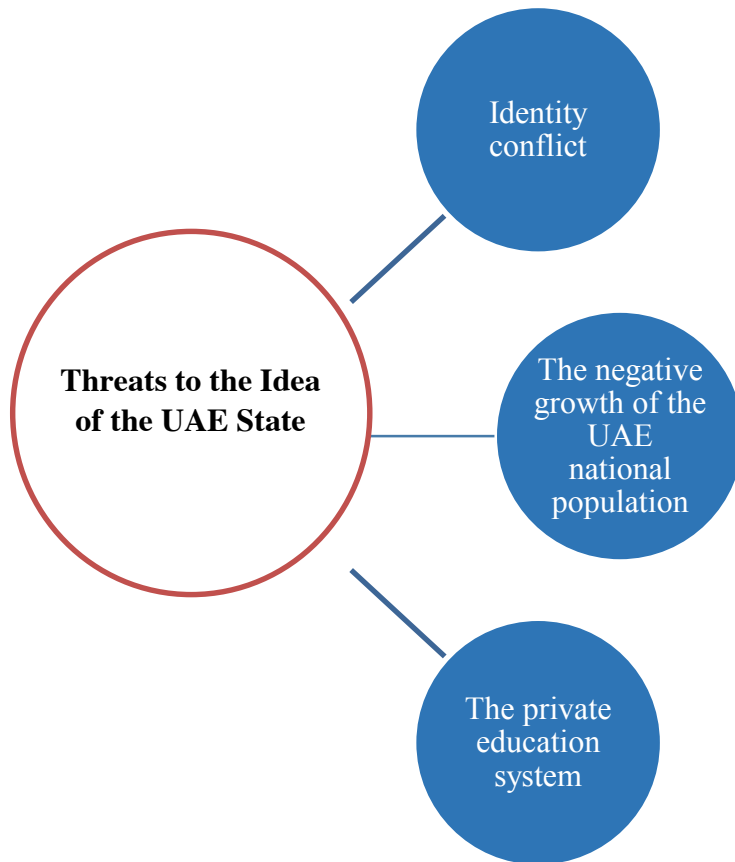 Identity
conflict
Threats to the Idea
of the UAE State
The negative
growth of the
UAE
national
population
The private
education
system